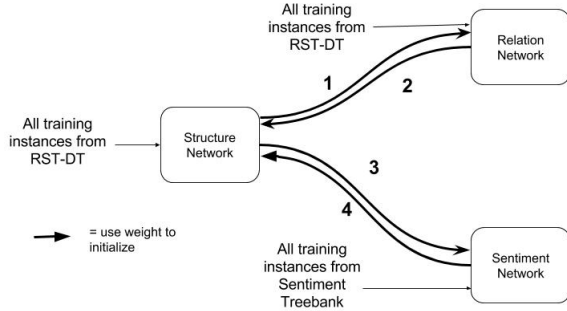 All training
instances from
RST-DT
Relation
Network
1
2
All training
instances from
RST-DT
Structure
Network
3
4
= use weight to
initialize
All training
instances from
Sentiment
Treebank
Sentiment
Network